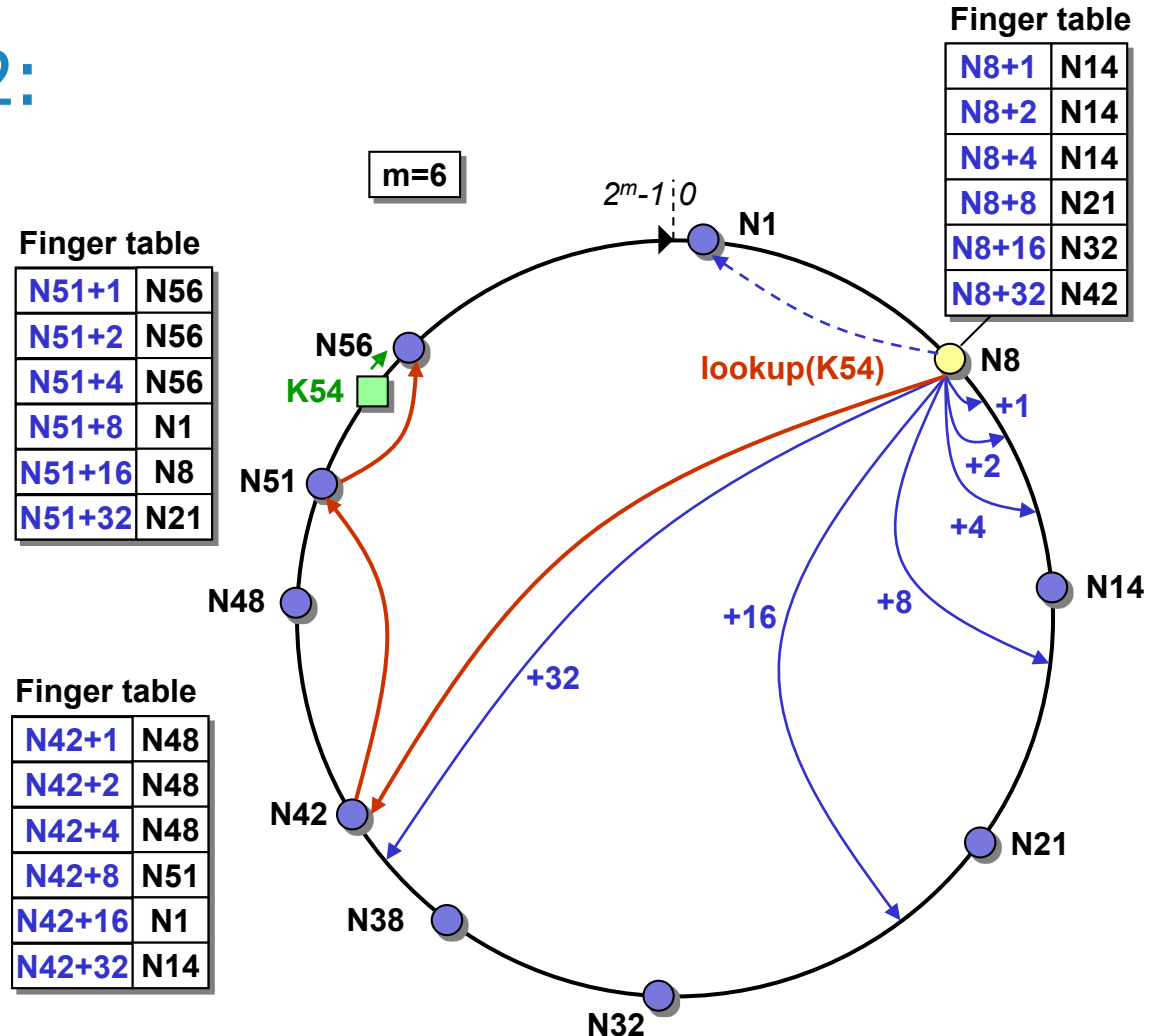 2:
m=6
2ᵐ-1 0
Finger table
N8+1 N14
N8+2 N14
N8+4 N14
N8+8 N21
N8+16 N32
N8+32 N42
Finger table
N51+1 N56
N51+2 N56
N51+4 N56
N51+8 N1
N51+16 N8
N51+32 N21
Finger table
N42+1 N48
N42+2 N48
N42+4 N48
N42+8 N51
N42+16 N1
N42+32 N14
N1
N8
N14
N21
N32
N38
N42
N48
N51
K54
N56
lookup(K54)
+1
+2
+4
+8
+16
+32